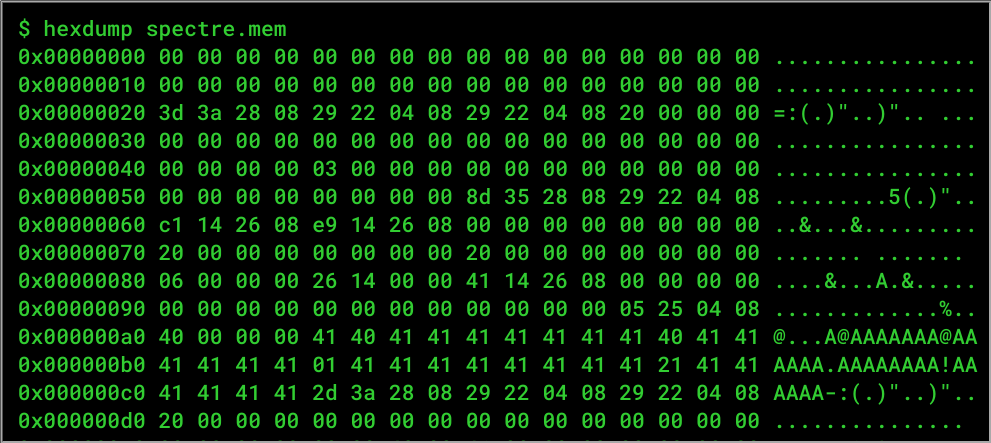 $ hexdump spectre.mem
0x00000000 00 00 00 00 00 00 00 00 00 00 00 00 00 00 00 00 ................
0x00000010 00 00 00 00 00 00 00 00 00 00 00 00 00 00 00 00 ................
0x00000020 3d 3a 28 08 29 22 04 08 29 22 04 08 20 00 00 00 =:(.)"..)".. ...
0x00000030 00 00 00 00 00 00 00 00 00 00 00 00 00 00 00 00 ................
0x00000040 00 00 00 00 03 00 00 00 00 00 00 00 00 00 00 00 ................
0x00000050 00 00 00 00 00 00 00 00 8d 35 28 08 29 22 04 08 .........5(.)"..
0x00000060 c1 14 26 08 e9 14 26 08 00 00 00 00 00 00 00 00 ..&...&.........
0x00000070 20 00 00 00 00 00 00 00 20 00 00 00 00 00 00 00 ....... .......
0x00000080 06 00 00 00 26 14 00 00 41 14 26 08 00 00 00 00 ....&...A.&.....
0x00000090 00 00 00 00 00 00 00 00 00 00 00 00 05 25 04 08 .............%..
0x000000a0 40 00 00 00 41 40 41 41 41 41 41 41 41 40 41 41 @...A@AAAAAAA@AA
0x000000b0 41 41 41 41 01 41 41 41 41 41 41 41 41 21 41 41 AAAA.AAAAAAAA!AA
0x000000c0 41 41 41 41 2d 3a 28 08 29 22 04 08 29 22 04 08 AAAA-:(.)"..)"..
0x000000d0 20 00 00 00 00 00 00 00 00 00 00 00 00 00 00 00 ...............